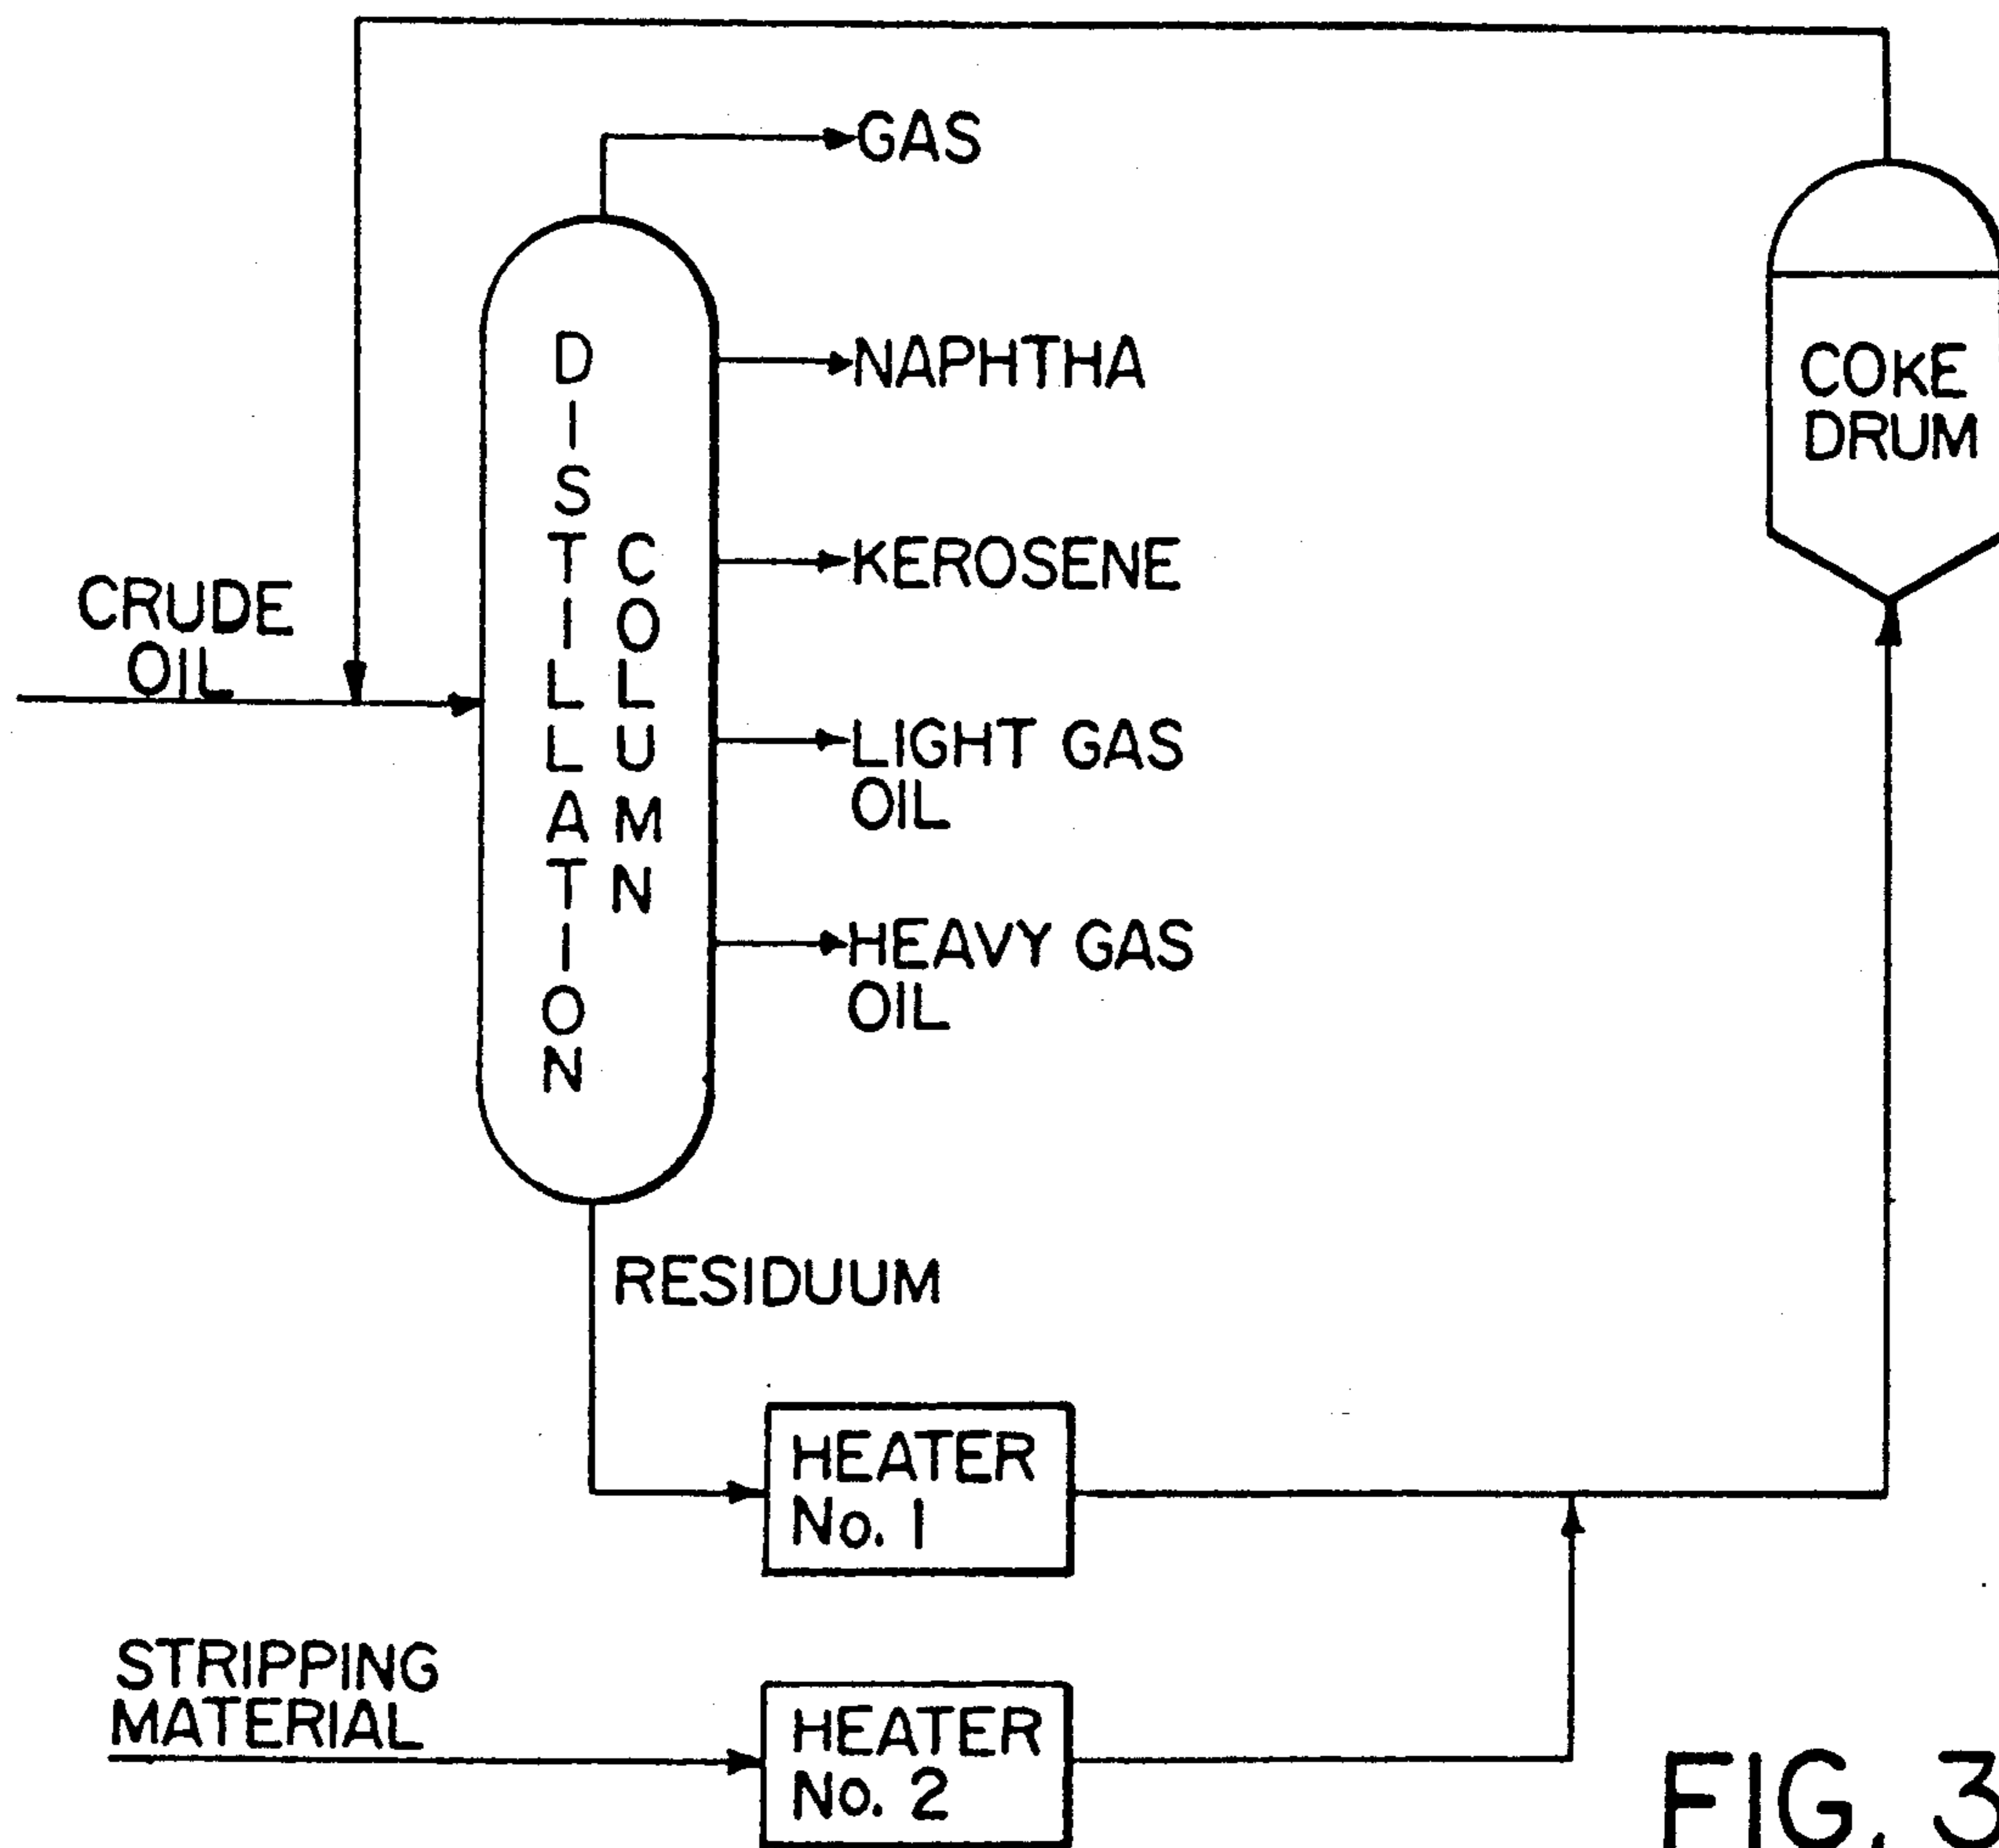 GAS
NAPHTHA
COKE
DRUM
DISTILLATION
COLUMN
KEROSENE
CRUDE
OIL
LIGHT GAS
OIL
HEAVY GAS
OIL
RESIDUUM
HEATER
No. 1
STRIPPING
MATERIAL
HEATER
No. 2
FIG. 3